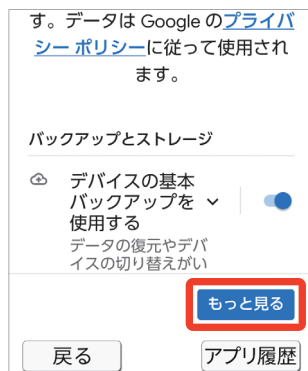 す。データは Google のプライバ
シー ポリシーに従って使用され
ます。
バックアップとストレージ
デバイスの基本
バックアップを
使用する
データの復元やデバ
イスの切り替えがい
もっと見る
戻る
アプリ履歴